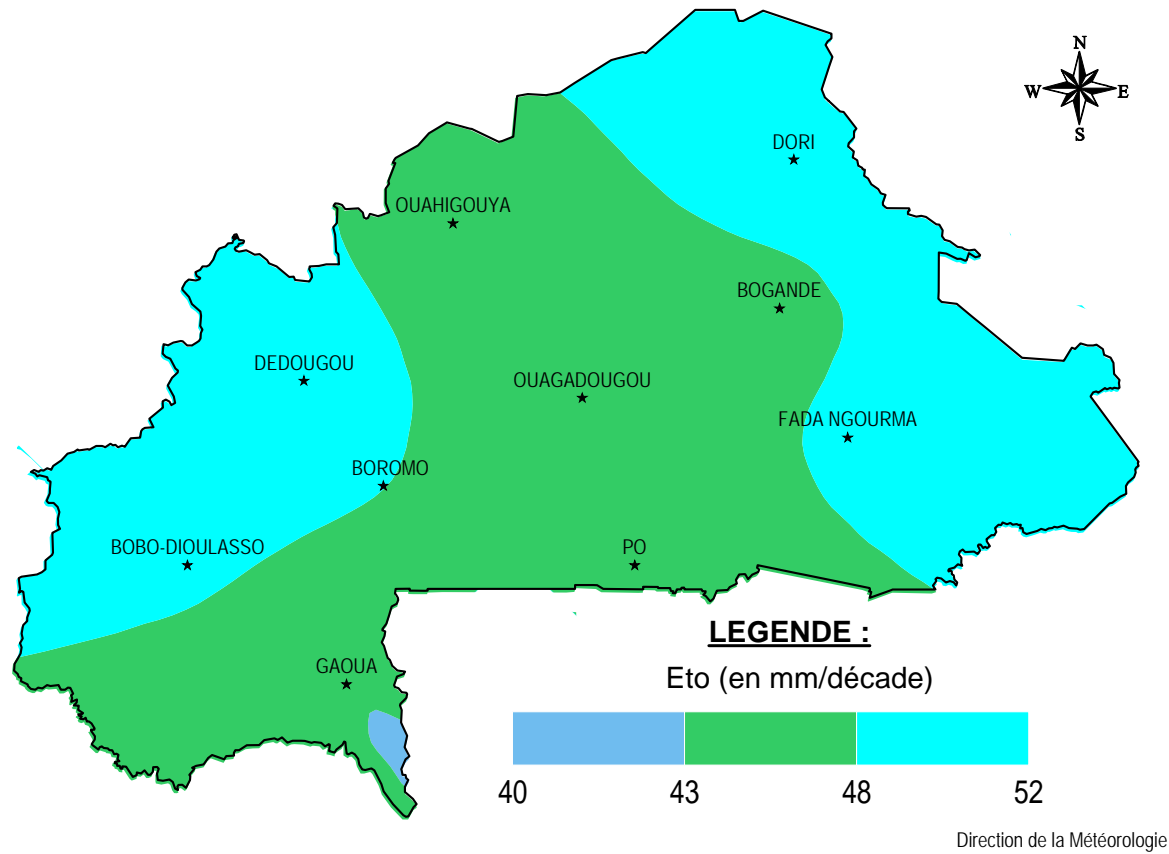 N
W E
S
DORI
OUAHIGOUYA
BOGANDE
DEDOUGOU
OUAGADOUGOU
FADA NGOURMA
BOROMO
BOBO-DIOULASSO
PO
GAOUA
LEGENDE :
Eto (en mm/décade)
40 43 48 52
Direction de la Météorologie